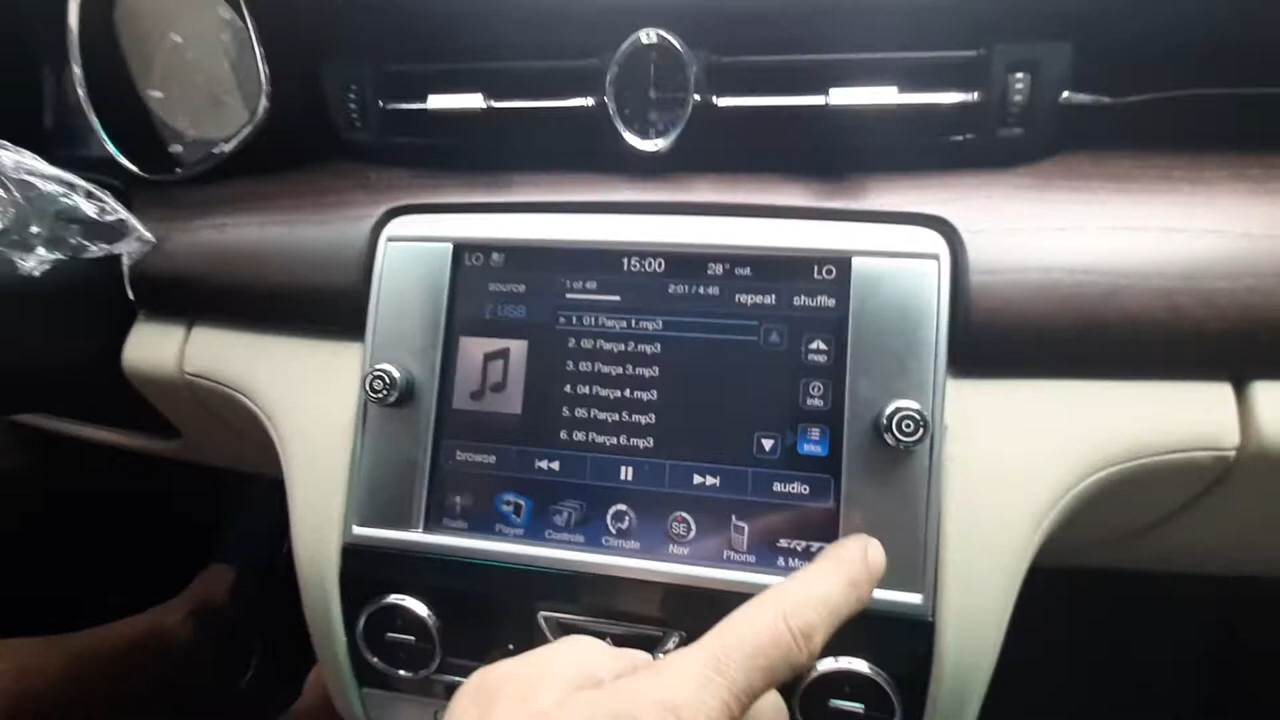 LO 15:00 28° out. LO
source 1 of 49 2:01 / 4:46 repeat shuffle
USB
1. 01 Parça 1.mp3
2. 02 Parça 2.mp3
3. 03 Parça 3.mp3
4. 04 Parça 4.mp3
5. 05 Parça 5.mp3
6. 06 Parça 6.mp3
map
info
trks
browse audio
Radio Player Controls Climate Nav Phone
SE
SRT
&